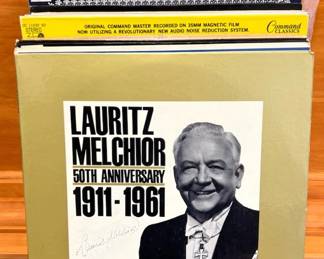 ORIGINAL COMMAND MASTER RECORDED ON 35MM MAGNETIC FILM
NOW UTILIZING A REVOLUTIONARY NEW AUDIO NOISE REDUCTION SYSTEM.
Command
CLASSICS
STEREO
LAURITZ
MELCHIOR
50TH ANNIVERSARY
1911-1961